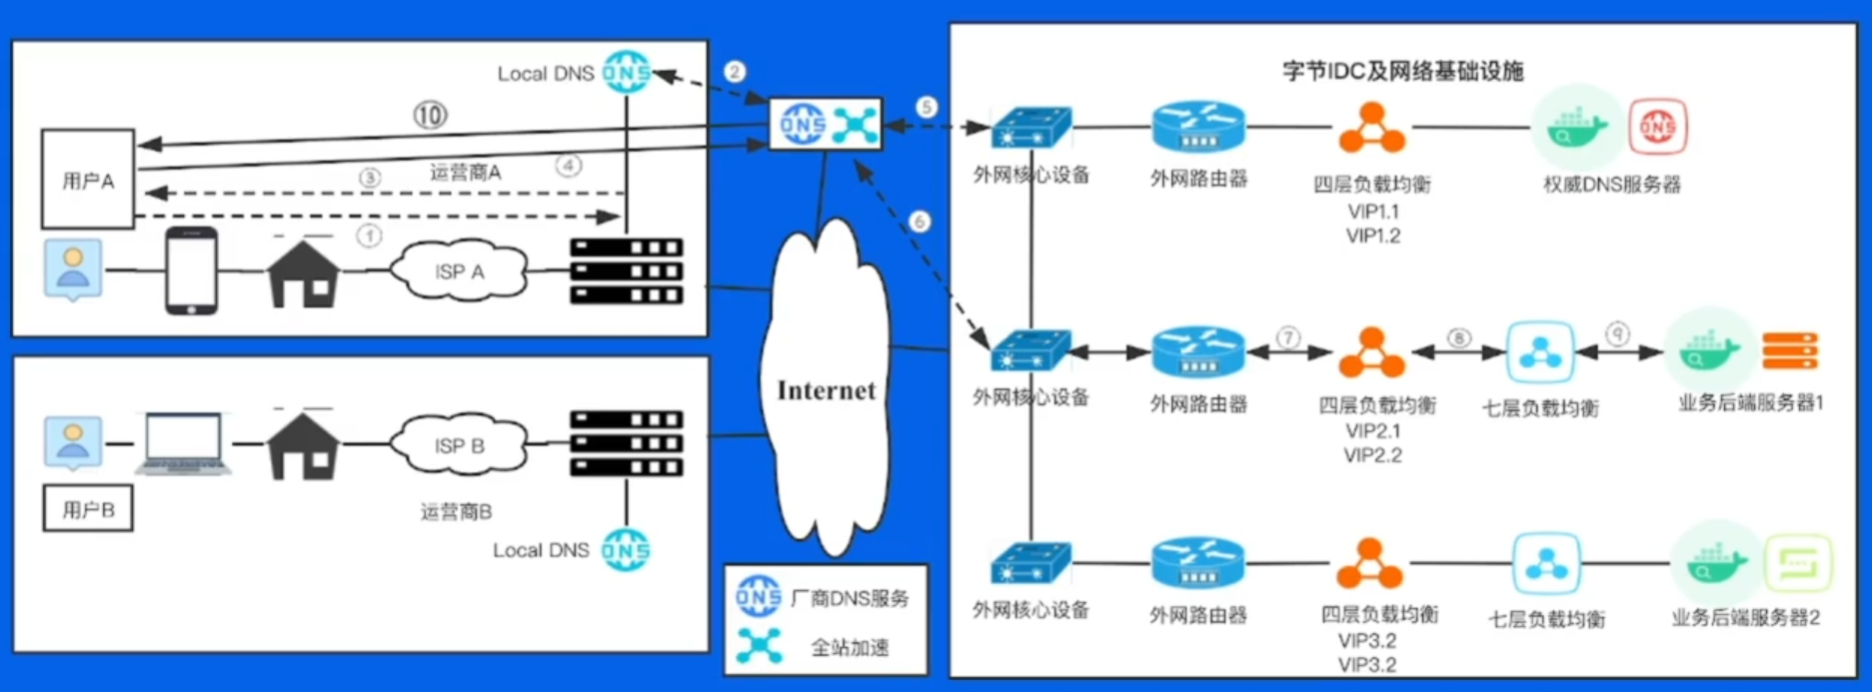 Local DNS
DNS
②
⑩
用户A
运营商A
④
③
①
ISP A
用户B
ISP B
运营商B
Local DNS
DNS
DNS
⑤
⑥
Internet
DNS 厂商DNS服务
全站加速
字节IDC及网络基础设施
DNS
外网核心设备
外网路由器
四层负载均衡
VIP1.1
VIP1.2
权威DNS服务器
⑦
⑧
⑨
外网核心设备
外网路由器
四层负载均衡
VIP2.1
VIP2.2
七层负载均衡
业务后端服务器1
外网核心设备
外网路由器
四层负载均衡
VIP3.2
VIP3.2
七层负载均衡
业务后端服务器2